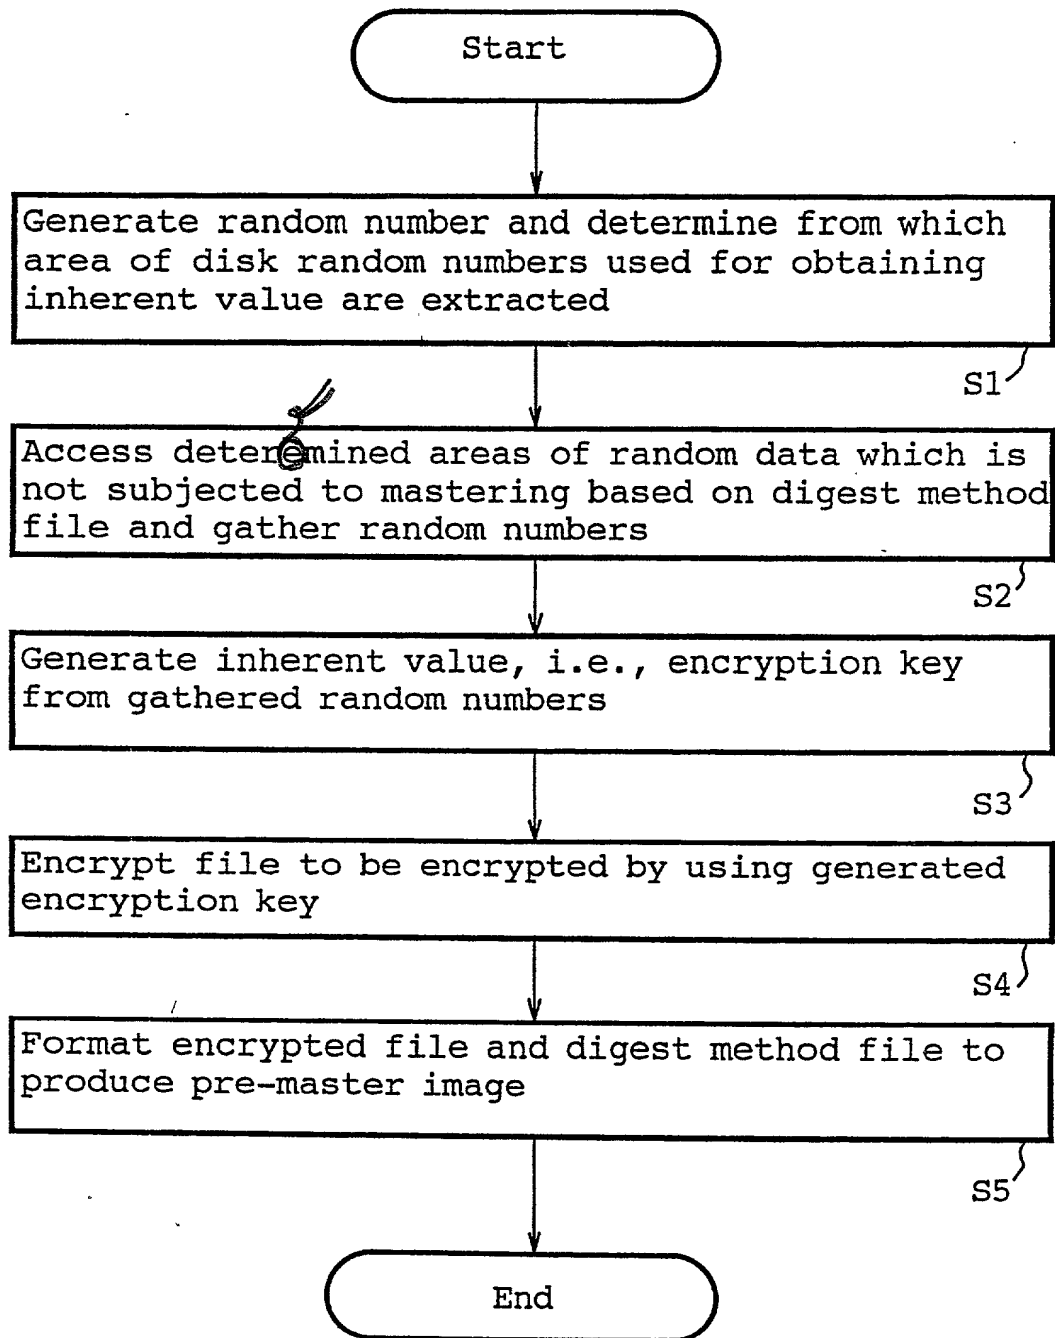 Start
Generate random number and determine from which
area of disk random numbers used for obtaining
inherent value are extracted
S1
Access deteremined areas of random data which is
not subjected to mastering based on digest method
file and gather random numbers
S2
Generate inherent value, i.e., encryption key
from gathered random numbers
S3
Encrypt file to be encrypted by using generated
encryption key
S4
Format encrypted file and digest method file to
produce pre-master image
S5
End